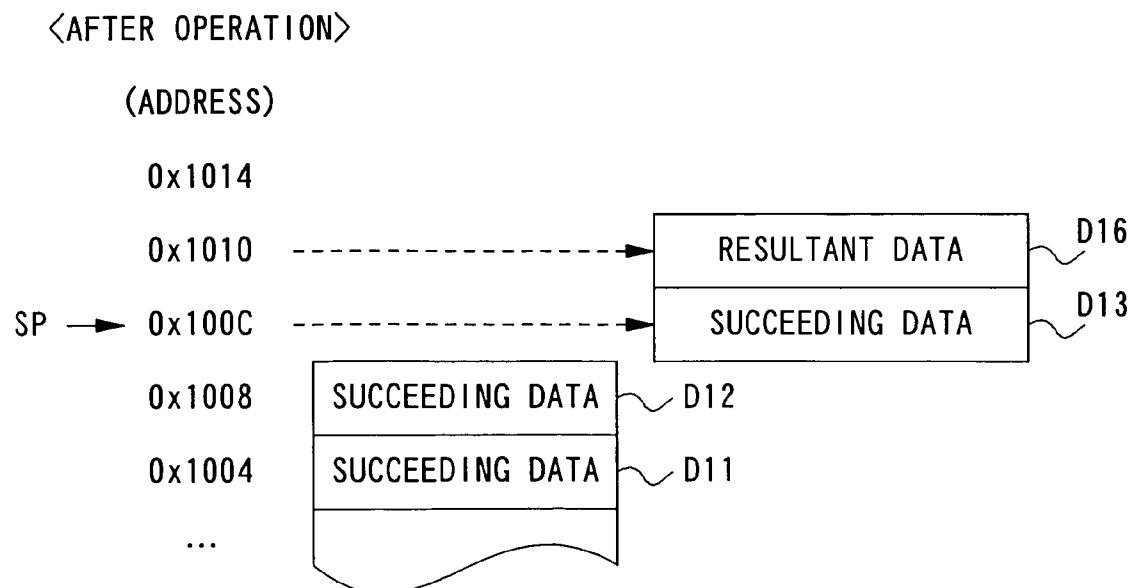 <AFTER OPERATION>
(ADDRESS)
0x1014
0x1010 RESULTANT DATA D16
SP 0x100C SUCCEEDING DATA D13
0x1008 SUCCEEDING DATA D12
0x1004 SUCCEEDING DATA D11
...